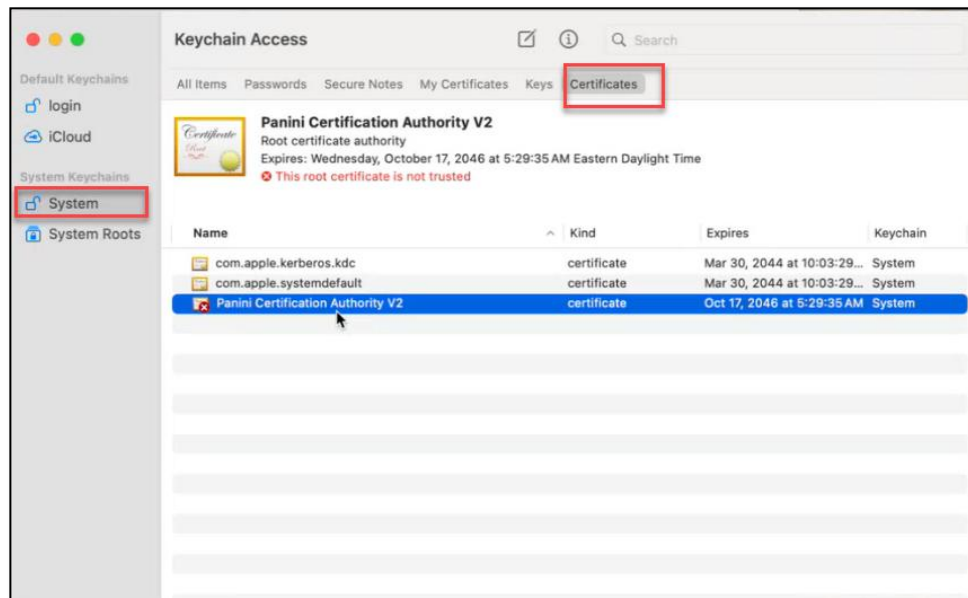 Keychain Access
Search
Default Keychains
login
iCloud
System Keychains
System
System Roots
All Items Passwords Secure Notes My Certificates Keys Certificates
Certificate
Root
Panini Certification Authority V2
Root certificate authority
Expires: Wednesday, October 17, 2046 at 5:29:35 AM Eastern Daylight Time
This root certificate is not trusted
Name Kind Expires Keychain
com.apple.kerberos.kdc certificate Mar 30, 2044 at 10:03:29... System
com.apple.systemdefault certificate Mar 30, 2044 at 10:03:29... System
Panini Certification Authority V2 certificate Oct 17, 2046 at 5:29:35 AM System